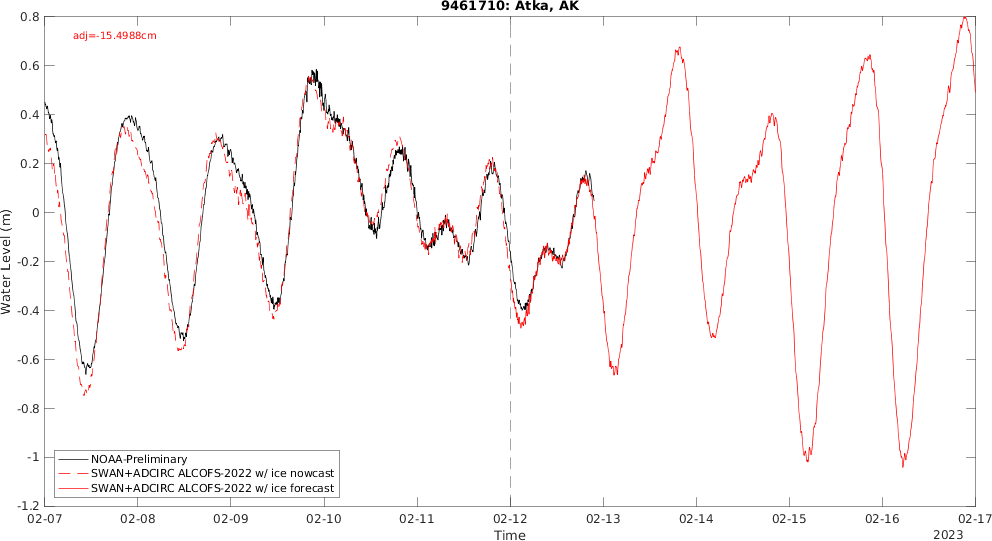 9461710: Atka, AK
adj=-15.4988cm
0.8
0.6
0.4
0.2
0
-0.2
-0.4
-0.6
-0.8
-1
-1.2
Water Level (m)
NOAA-Preliminary
SWAN+ADCIRC ALCOFS-2022 w/ ice nowcast
SWAN+ADCIRC ALCOFS-2022 w/ ice forecast
02-07 02-08 02-09 02-10 02-11 02-12 02-13 02-14 02-15 02-16 02-17
Time
2023